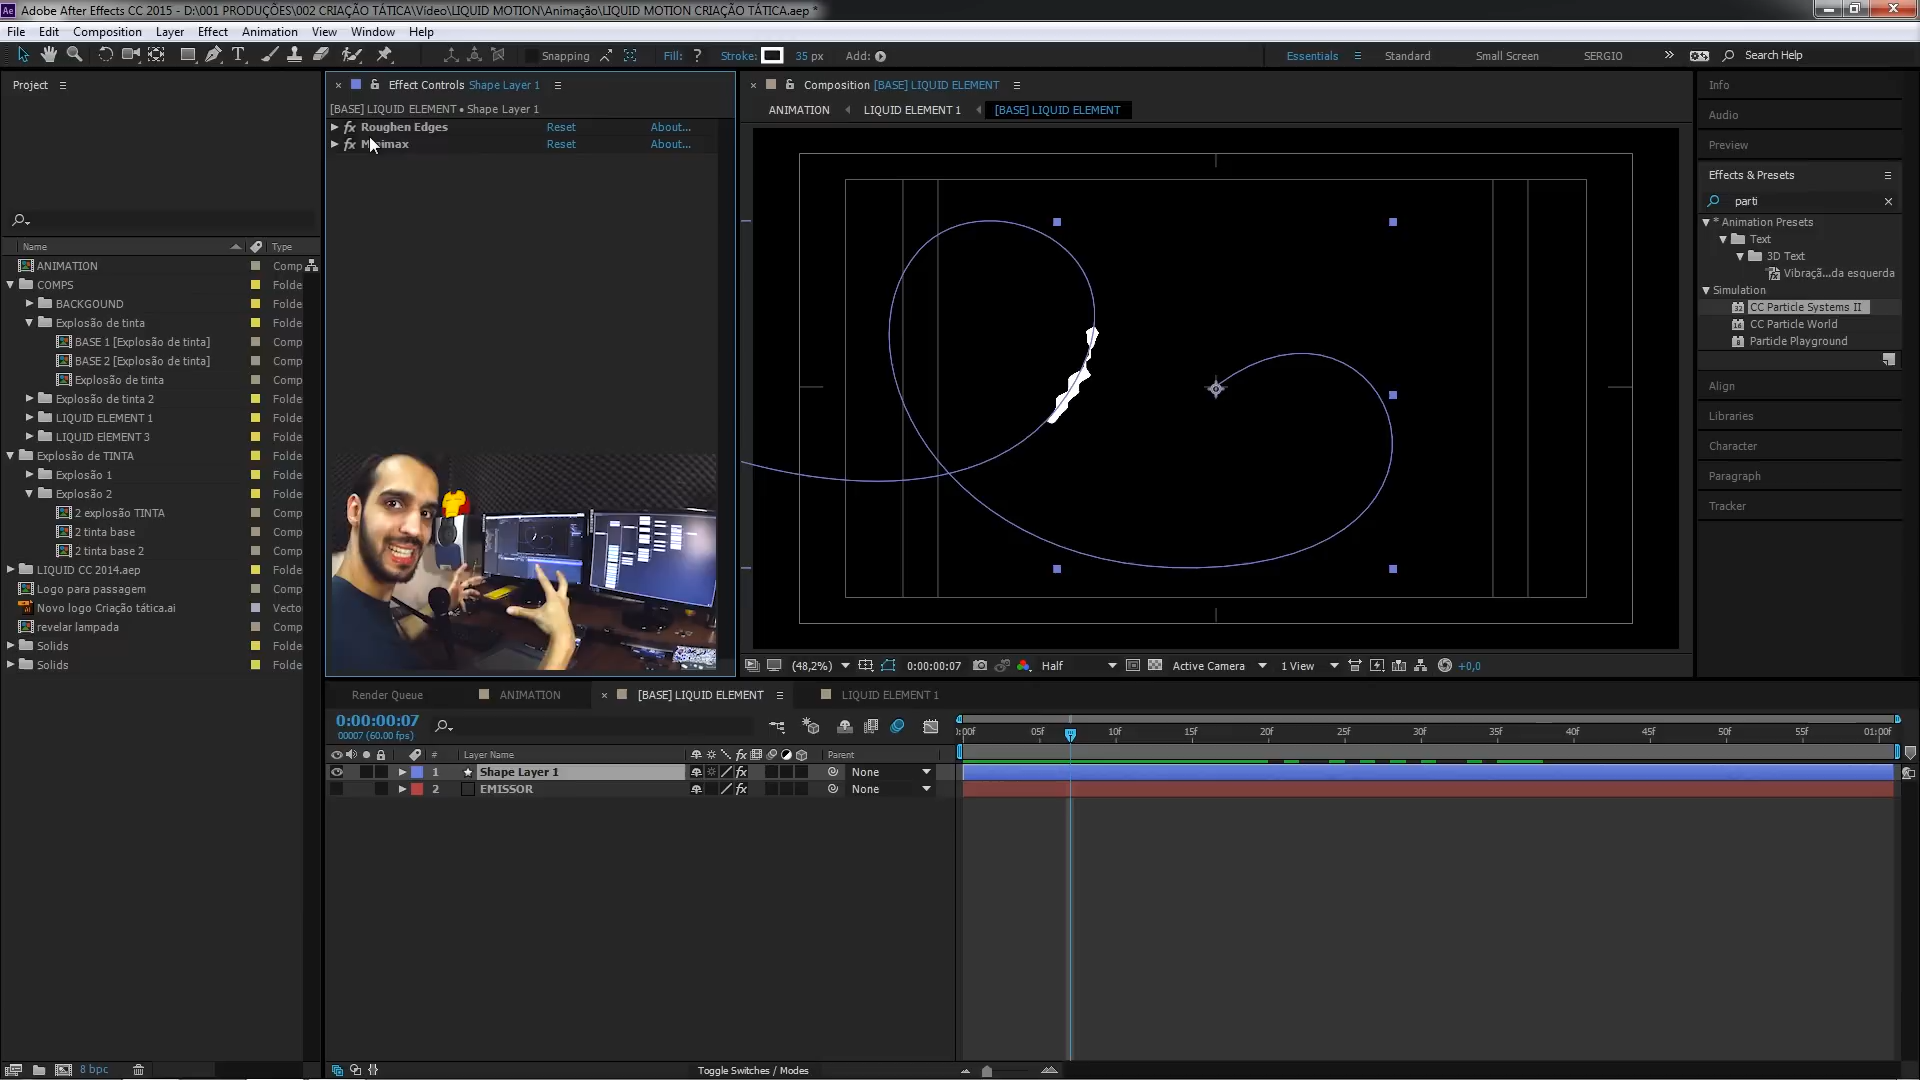 Adobe After Effects CC 2015 - D:\001 PRODUÇÕES\002 CRIAÇÃO TÁTICA\Video\LIQUID MOTION\Animação\LIQUID MOTION CRIAÇÃO TÁTICA.aep *
File Edit Composition Layer Effect Animation View Window Help
Snapping Fill: ? Stroke: 35 px Add: Essentials Standard Small Screen SERGIO Search Help
Project
Effect Controls Shape Layer 1
[BASE] LIQUID ELEMENT • Shape Layer 1
Roughen Edges Reset About...
Reset About...
Composition [BASE] LIQUID ELEMENT
ANIMATION LIQUID ELEMENT 1 [BASE] LIQUID ELEMENT
Info
Audio
Preview
Effects & Presets
parti
* Animation Presets
Text
3D Text
Vibraç...da esquerda
Simulation
CC Particle Systems II
CC Particle World
Particle Playground
Align
Libraries
Character
Paragraph
Tracker
Name Type
ANIMATION Comp
COMPS Folde
BACKGOUND Folde
Explosão de tinta Folde
BASE 1 [Explosão de tinta] Comp
BASE 2 [Explosão de tinta] Comp
Explosão de tinta Comp
Explosão de tinta 2 Folde
LIQUID ELEMENT 1 Folde
LIQUID ElEMENT 3 Folde
Explosão de TINTA Folde
Explosão 1 Folde
Explosão 2 Folde
2 explosão TINTA Comp
2 tinta base Comp
2 tinta base 2 Comp
LIQUID CC 2014.aep Folde
Logo para passagem Comp
Novo logo Criação tática.ai Vecto
revelar lampada Comp
Solids Folde
Solids Folde
8 bpc
(48,2%) 0:00:00:07 Half Active Camera 1 View +0,0
Render Queue ANIMATION [BASE] LIQUID ELEMENT LIQUID ELEMENT 1
0:00:00:07
00007 (60.00 fps)
:00f 05f 10f 15f 20f 25f 30f 35f 40f 45f 50f 55f 01:00f
# Layer Name Parent
1 Shape Layer 1 None
2 EMISSOR None
Toggle Switches / Modes